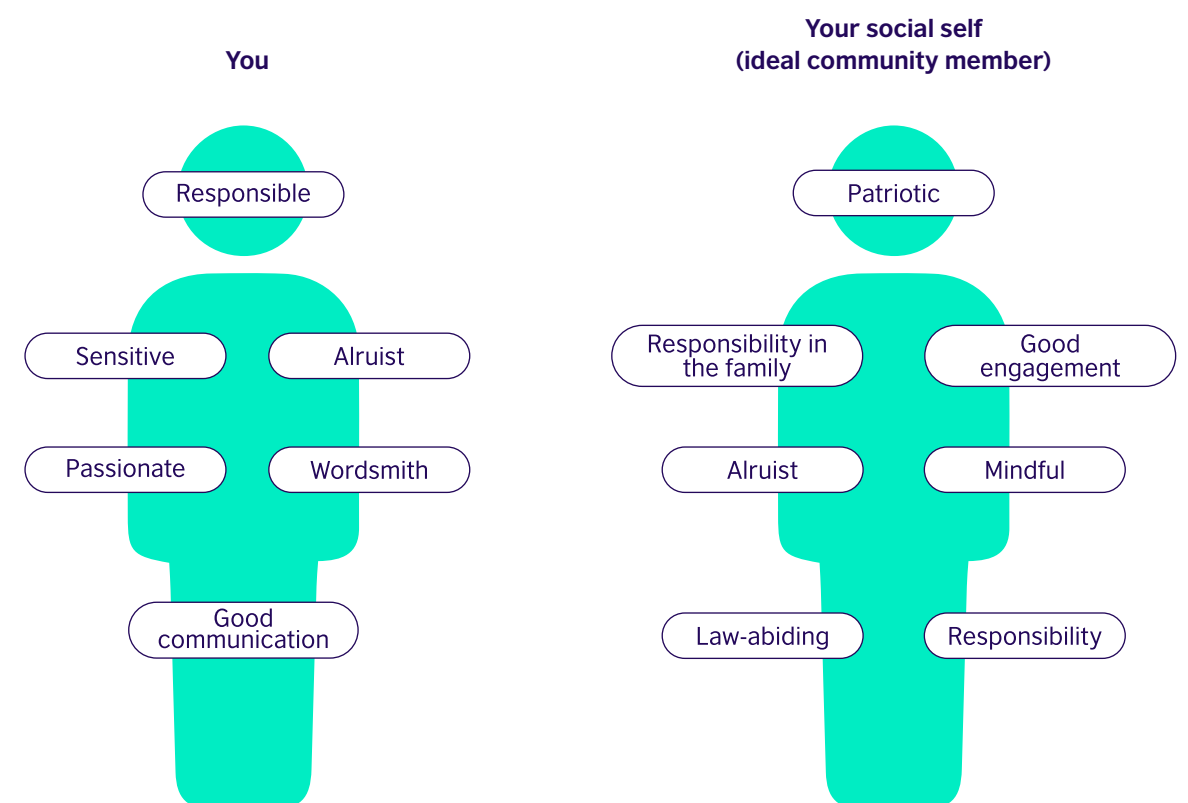 You
Responsible
Sensitive
Alruist
Passionate
Wordsmith
Good
communication
Your social self
(ideal community member)
Patriotic
Responsibility in
the family
Good
engagement
Alruist
Mindful
Law-abiding
Responsibility